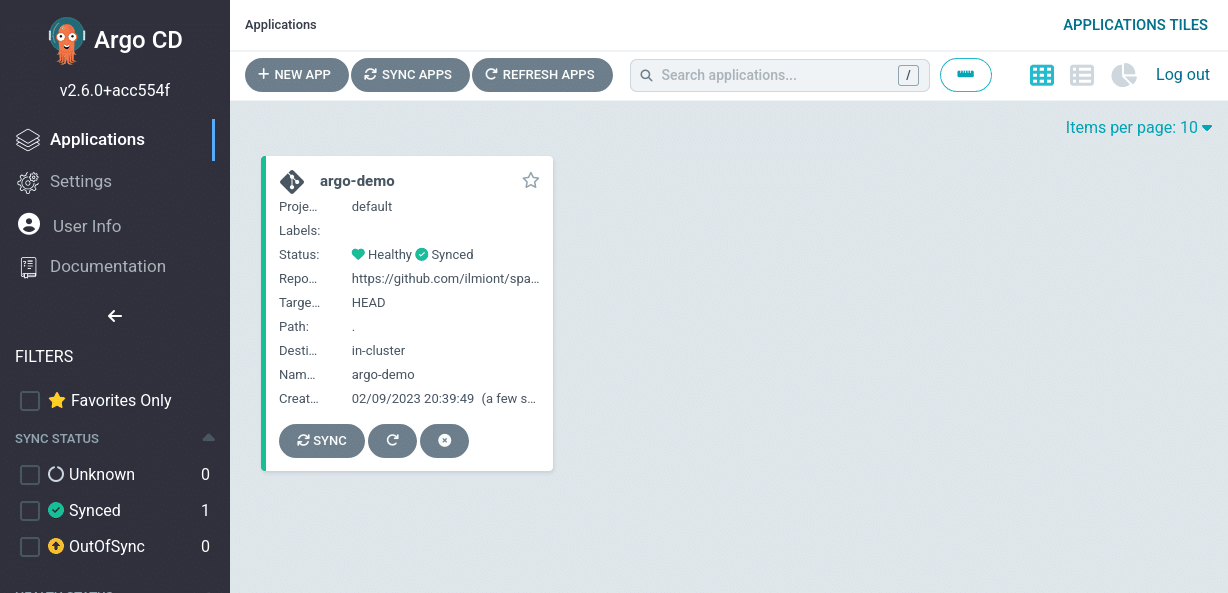 Argo CD
v2.6.0+acc554f
Applications
Settings
User Info
Documentation
FILTERS
Favorites Only
SYNC STATUS
Unknown 0
Synced 1
OutOfSync 0
Applications
APPLICATIONS TILES
NEW APP
SYNC APPS
REFRESH APPS
Search applications...
/
Log out
Items per page: 10
argo-demo
Proje… default
Labels:
Status: Healthy Synced
Repo… https://github.com/ilmiont/spa…
Targe… HEAD
Path: .
Desti… in-cluster
Nam… argo-demo
Creat… 02/09/2023 20:39:49 (a few s…
SYNC